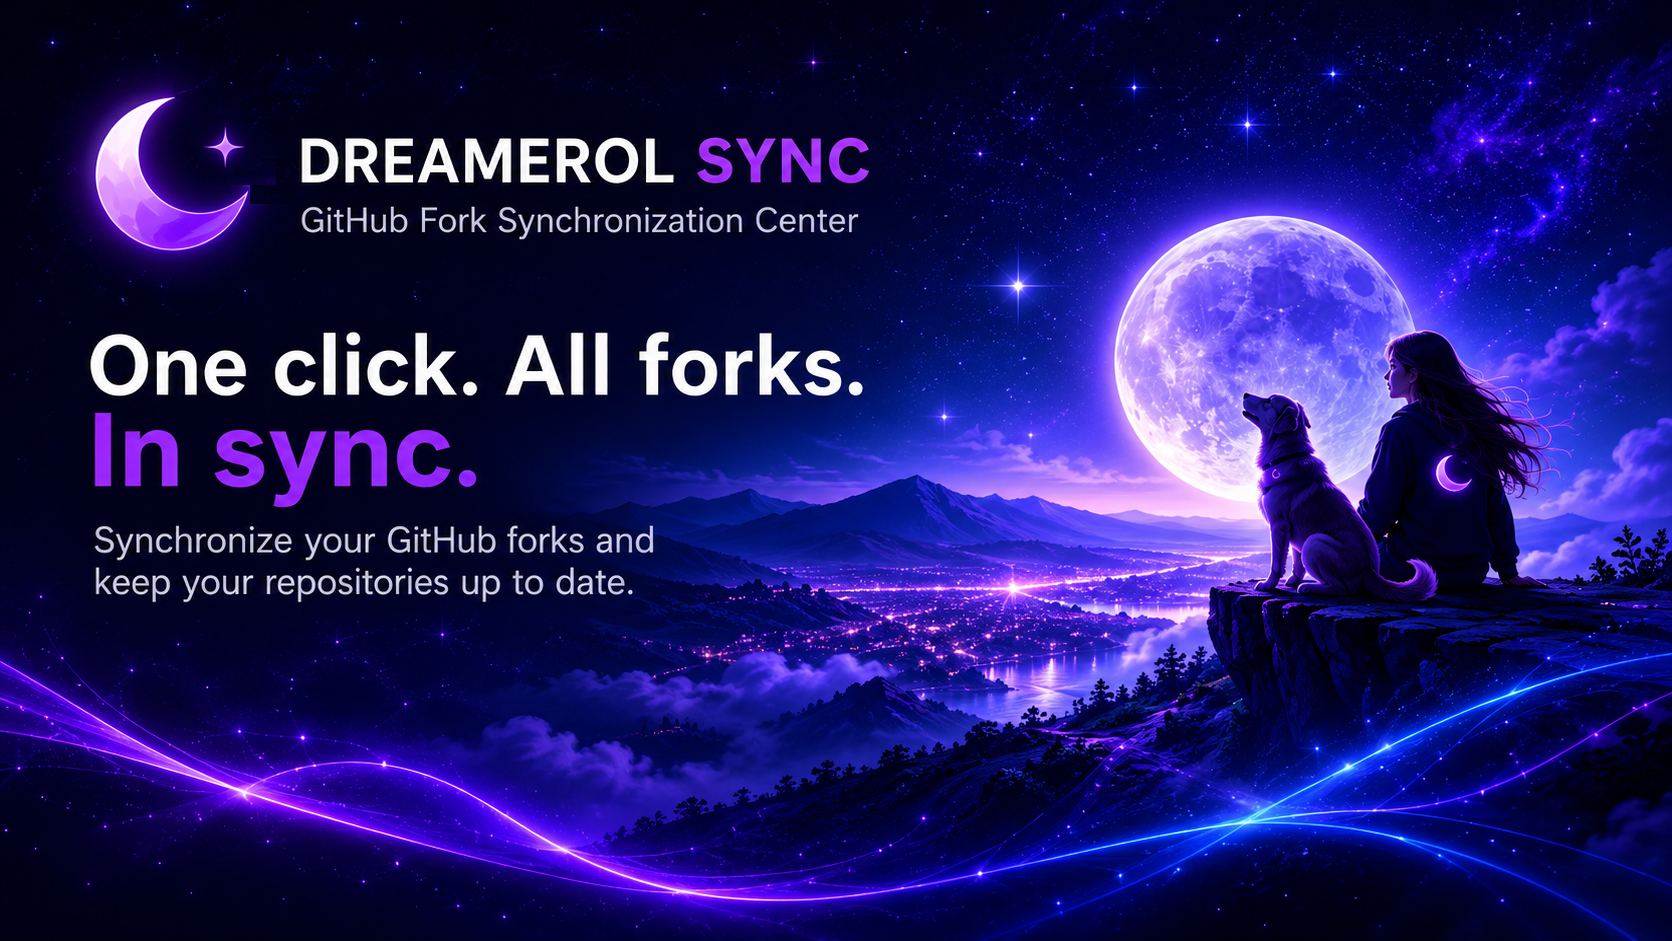 DREAMEROL SYNC
GitHub Fork Synchronization Center
One click. All forks.
In sync.
Synchronize your GitHub forks and
keep your repositories up to date.